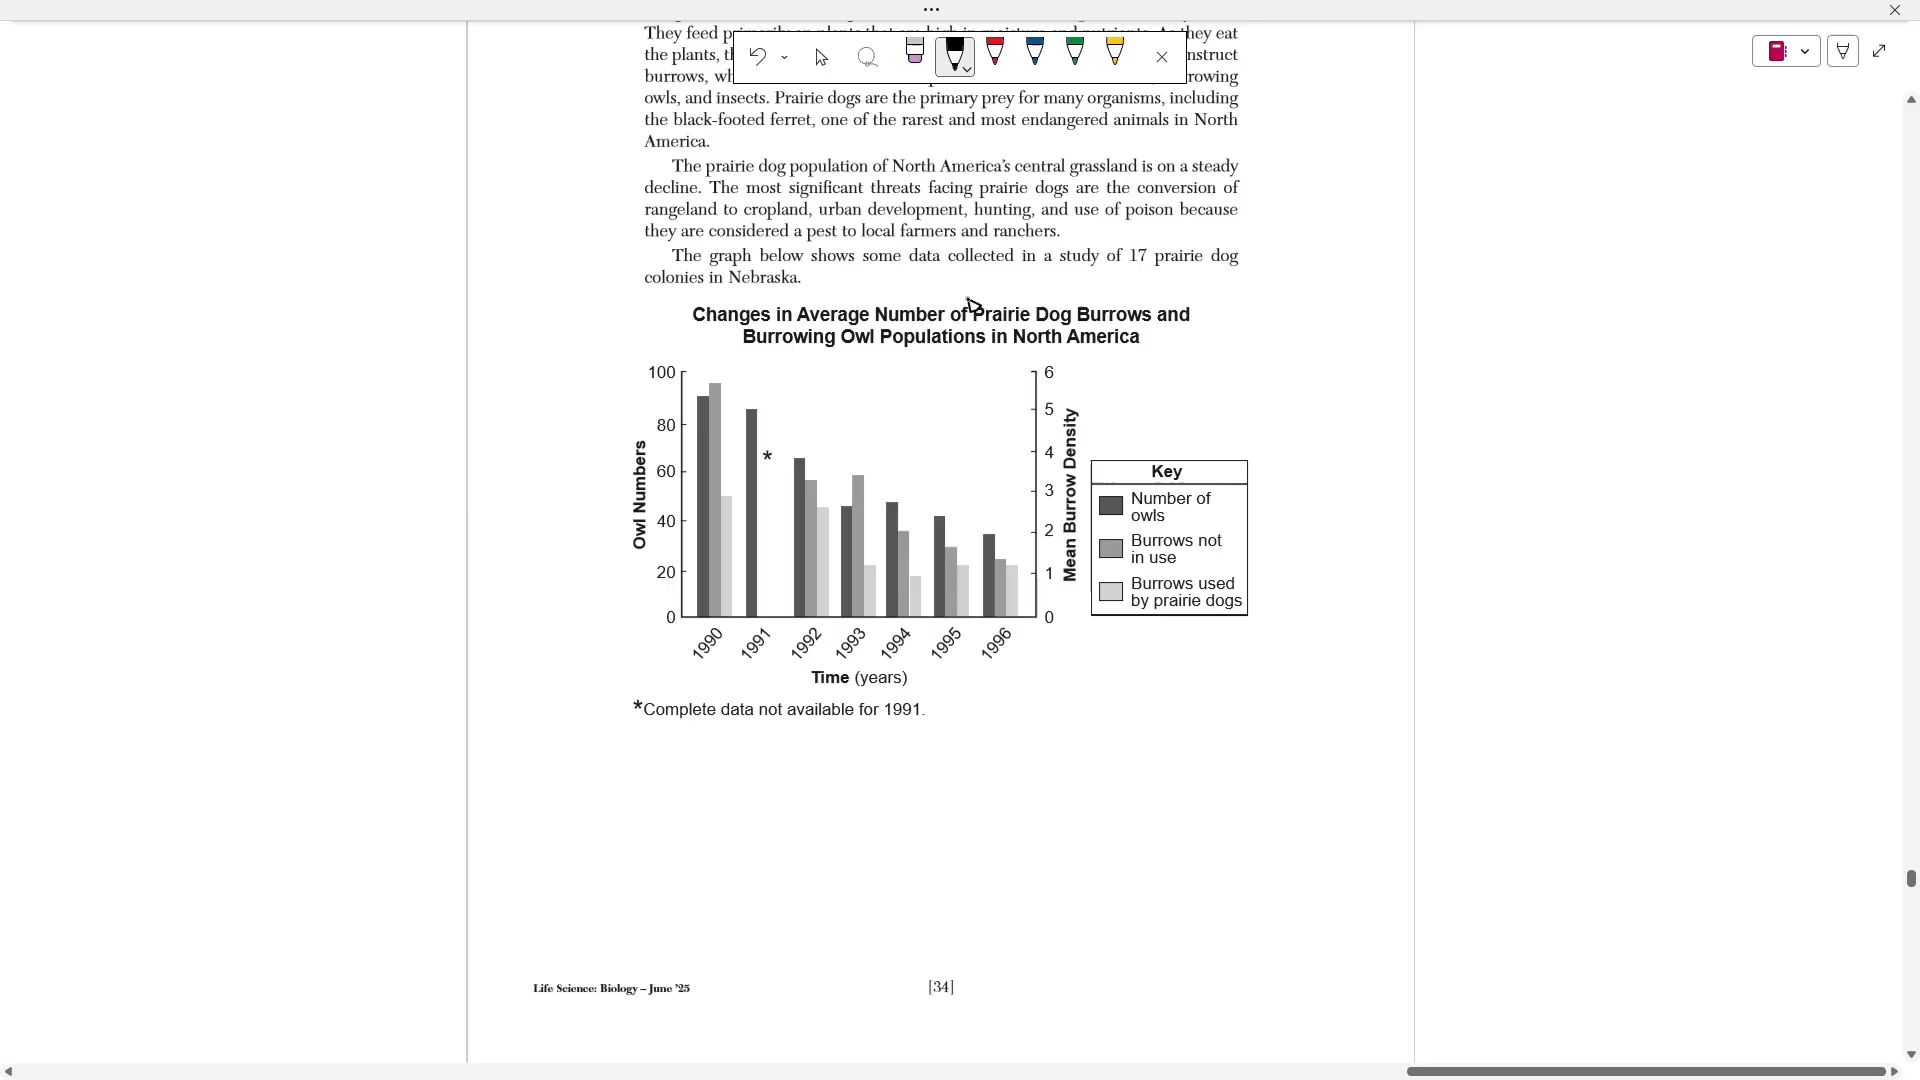 They feed
they eat
the plants,
nstruct
burrows,
rowing
owls, and insects. Prairie dogs are the primary prey for many organisms, including
the black-footed ferret, one of the rarest and most endangered animals in North
America.
The prairie dog population of North America's central grassland is on a steady
decline. The most significant threats facing prairie dogs are the conversion of
rangeland to cropland, urban development, hunting, and use of poison because
they are considered a pest to local farmers and ranchers.
The graph below shows some data collected in a study of 17 prairie dog
colonies in Nebraska.
Changes in Average Number of Prairie Dog Burrows and
Burrowing Owl Populations in North America
Owl Numbers
100
80
60
40
20
0
*
6
5
4
3
2
1
0
Mean Burrow Density
Key
Number of
owls
Burrows not
in use
Burrows used
by prairie dogs
1990 1991 1992 1993 1994 1995 1996
Time (years)
*Complete data not available for 1991.
Life Science: Biology – June '25
[34]